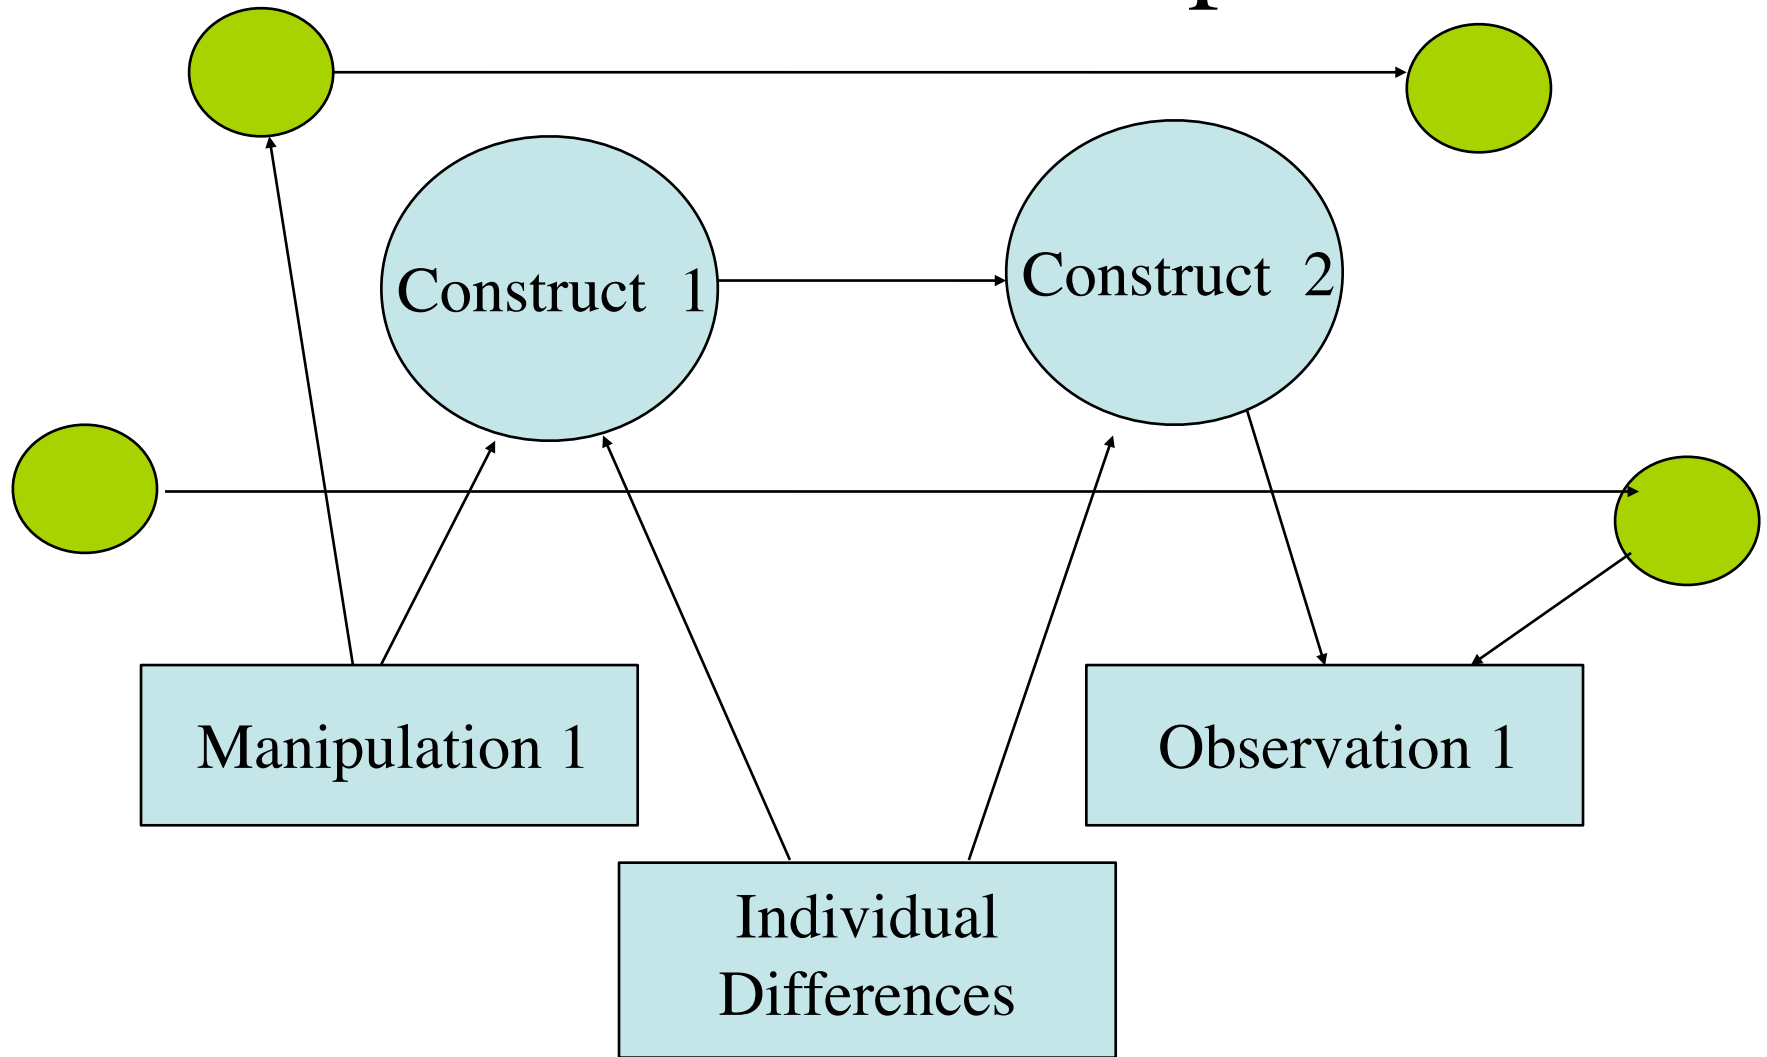 Construct 1
Construct 2
Manipulation 1
Observation 1
Individual
Differences